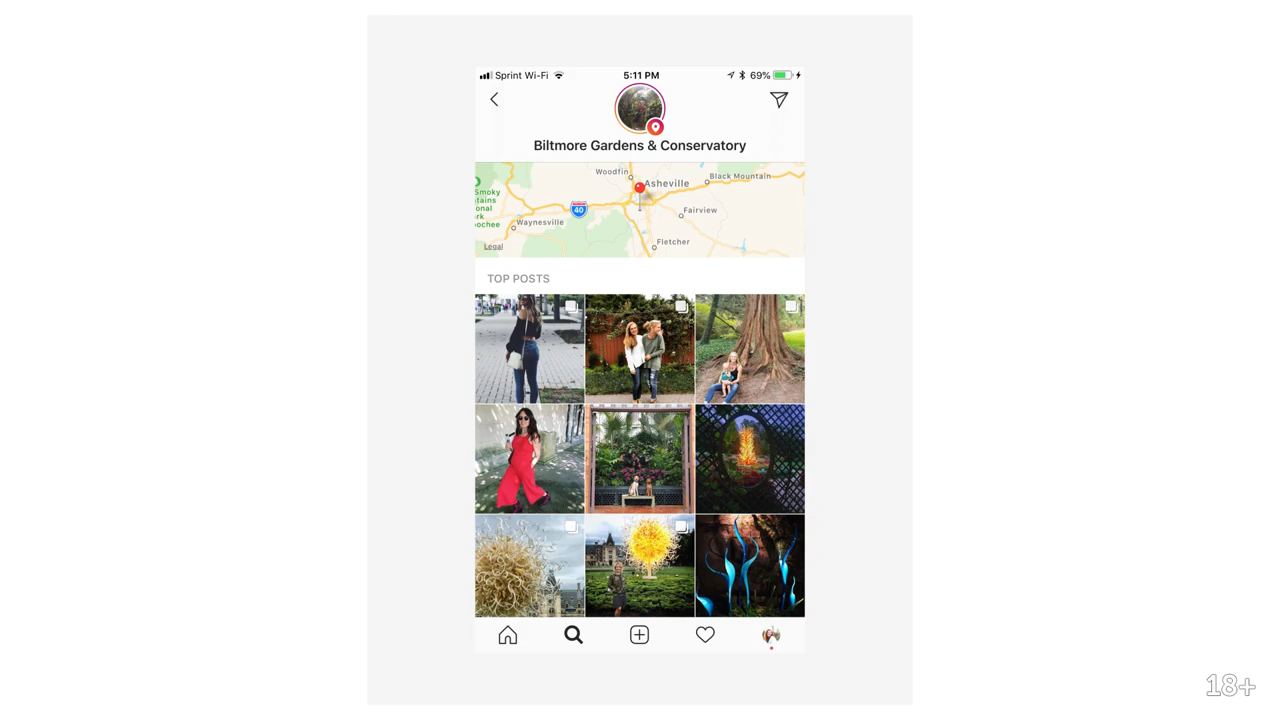 Sprint Wi-Fi 5:11 PM 69%
Biltmore Gardens & Conservatory
Woodfin
Black Mountain
Asheville
Smoky
tains
onal
rk
oochee
40
Fairview
Waynesville
Fletcher
Legal
TOP POSTS
18+